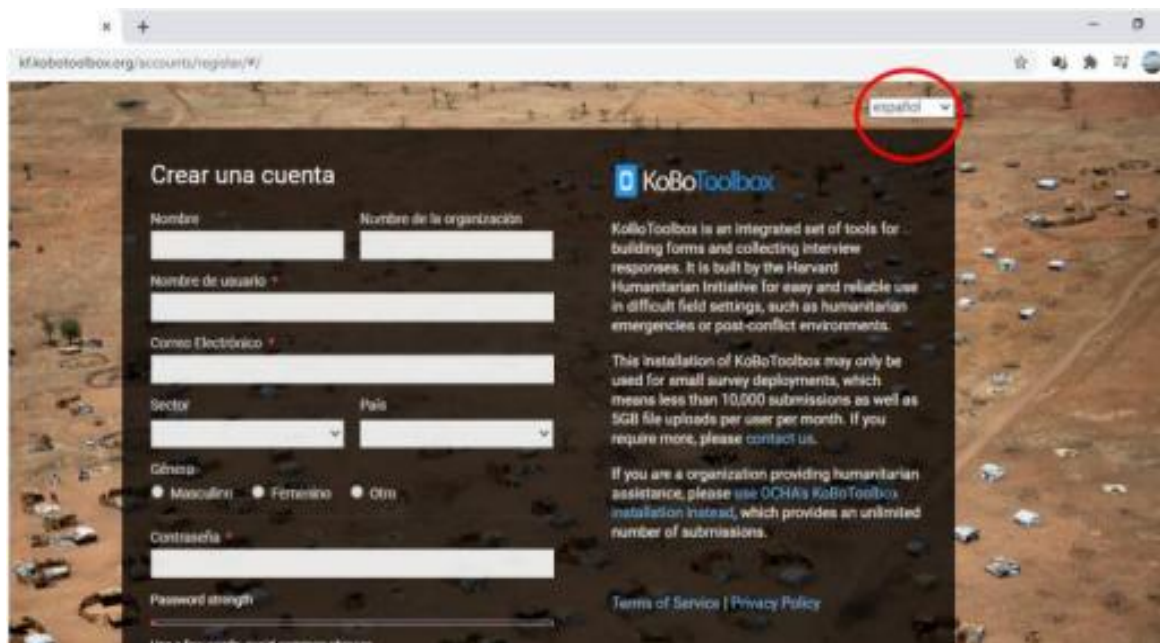 kf.kobotoolbox.org/accounts/register/#/
español
Crear una cuenta
Nombre
Nombre de la organización
Nombre de usuario *
Correo Electrónico *
Sector
País
Género
Masculino
Femenino
Otro
Contraseña *
Password strength
Use a few words, avoid common phrases
KoBoToolbox
KoBoToolbox is an integrated set of tools for
building forms and collecting interview
responses. It is built by the Harvard
Humanitarian Initiative for easy and reliable use
in difficult field settings, such as humanitarian
emergencies or post-conflict environments.
This installation of KoBoToolbox may only be
used for small survey deployments, which
means less than 10,000 submissions as well as
5GB file uploads per user per month. If you
require more, please contact us.
If you are a organization providing humanitarian
assistance, please use OCHA's KoBoToolbox
installation instead, which provides an unlimited
number of submissions.
Terms of Service | Privacy Policy